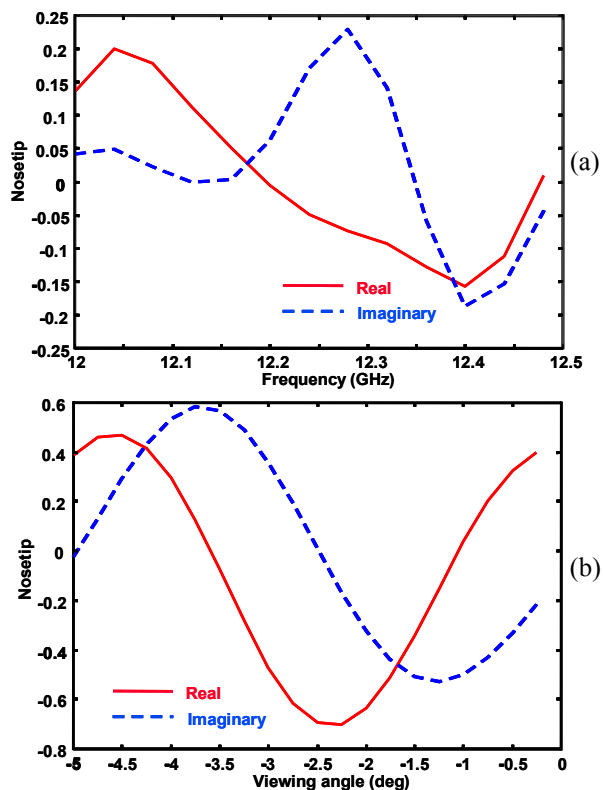 0.25
0.2
0.15
0.1
0.05
0
-0.05
-0.1
-0.15
-0.2
-0.25
Nosetip
Real
Imaginary
12 12.1 12.2 12.3 12.4 12.5
Frequency (GHz)
(a)
0.6
0.4
0.2
0
-0.2
-0.4
-0.6
-0.8
Nosetip
Real
Imaginary
-5 -4.5 -4 -3.5 -3 -2.5 -2 -1.5 -1 -0.5 0
Viewing angle (deg)
(b)